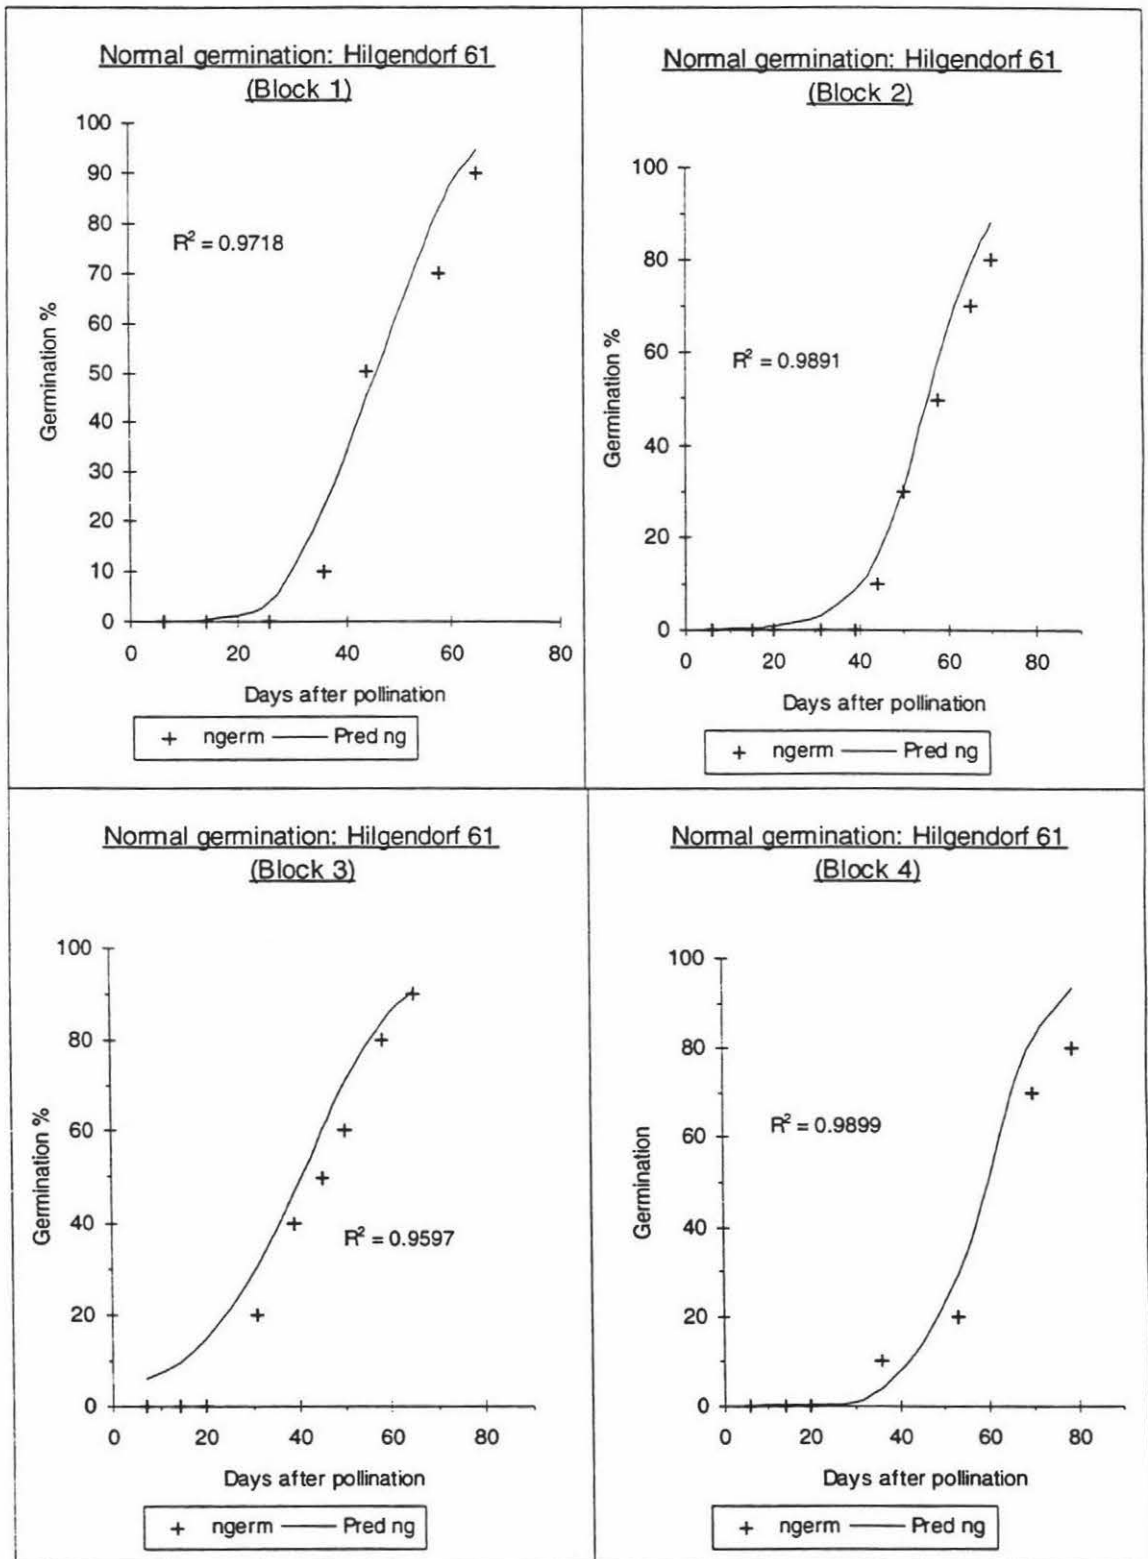 Normal germination: Hilgendorf 61
(Block 1)
100
90
80
70
60
50
40
30
20
10
0
Germination %
R² = 0.9718
0 20 40 60 80
Days after pollination
+ ngerm —— Pred ng
Normal germination: Hilgendorf 61
(Block 2)
100
80
60
40
20
0
Germination %
R² = 0.9891
0 20 40 60 80
Days after pollination
+ ngerm —— Pred ng
Normal germination: Hilgendorf 61
(Block 3)
100
80
60
40
20
0
Germination %
R² = 0.9597
0 20 40 60 80
Days after pollination
+ ngerm —— Pred ng
Normal germination: Hilgendorf 61
(Block 4)
100
80
60
40
20
0
Germination
R² = 0.9899
0 20 40 60 80
Days after pollination
+ ngerm —— Pred ng